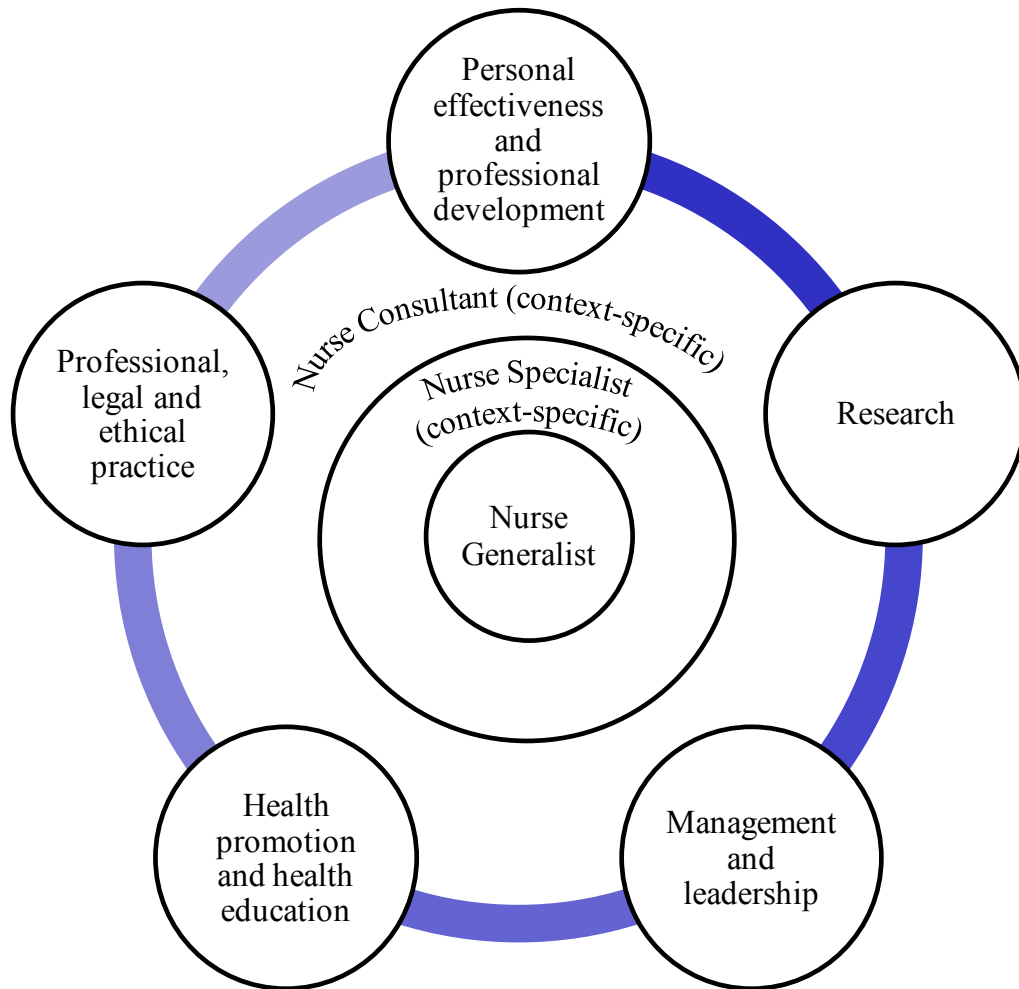 Personal
effectiveness
and
professional
development
Nurse Consultant (context-specific)
Professional,
legal and
ethical
practice
Nurse Specialist
(context-specific)
Research
Nurse
Generalist
Health
promotion
and health
education
Management
and
leadership